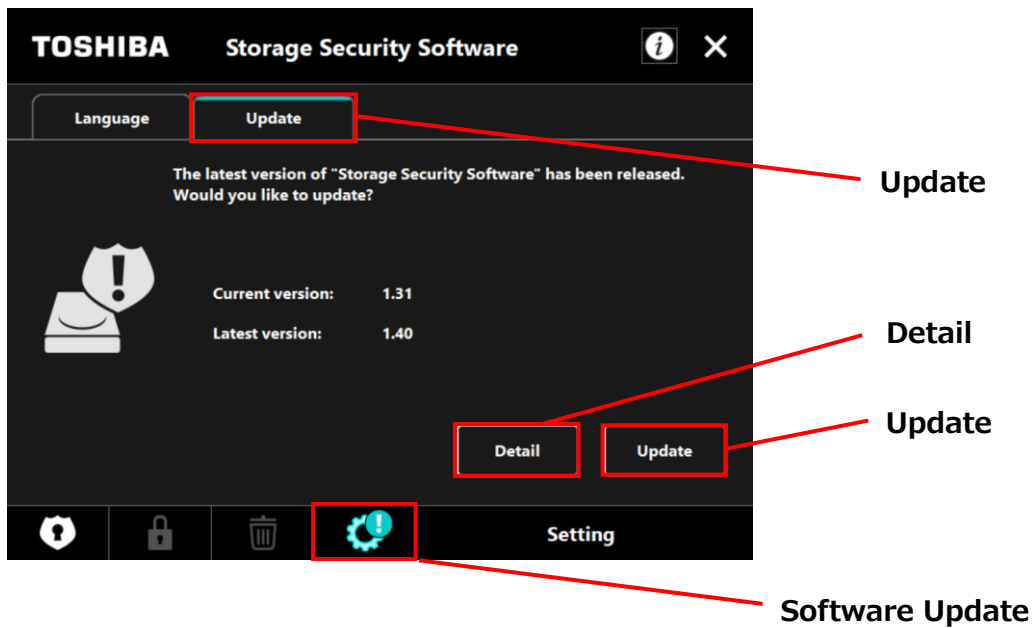 TOSHIBA Storage Security Software
Language Update
The latest version of "Storage Security Software" has been released.
Would you like to update?
Update
Current version: 1.31
Latest version: 1.40
Detail
Update
Detail Update
Setting
Software Update